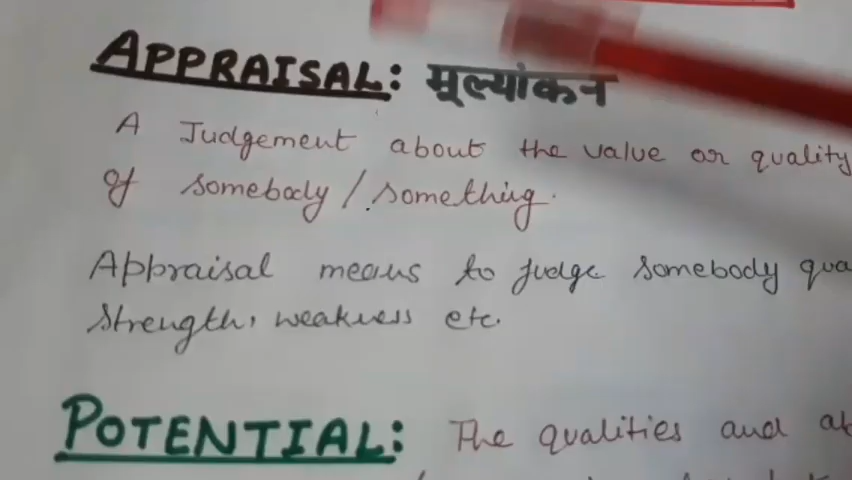 APPRAISAL: मूल्यांकन
A Judgement about the value or quality
of somebody / something.
Appraisal means to judge somebody
strength, weakness etc.
POTENTIAL: The qualities and